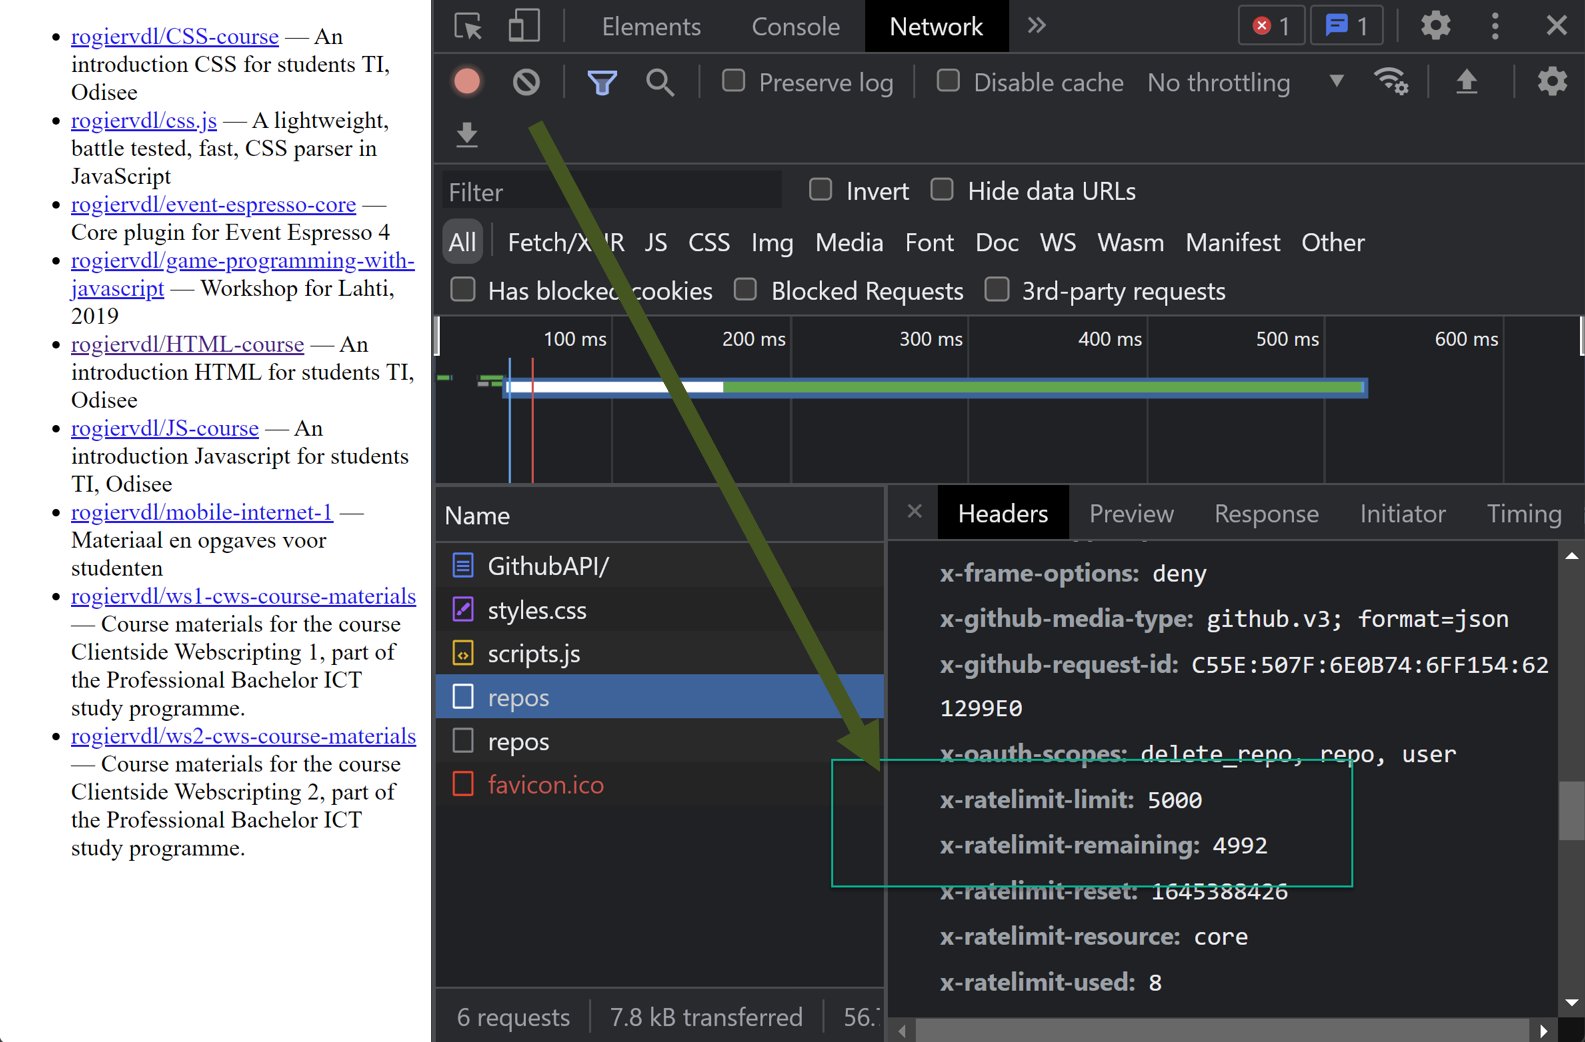 rogiervdl/CSS-course — An
introduction CSS for students TI,
Odisee
rogiervdl/css.js — A lightweight,
battle tested, fast, CSS parser in
JavaScript
rogiervdl/event-espresso-core —
Core plugin for Event Espresso 4
rogiervdl/game-programming-with-
javascript — Workshop for Lahti,
2019
rogiervdl/HTML-course — An
introduction HTML for students TI,
Odisee
rogiervdl/JS-course — An
introduction Javascript for students
TI, Odisee
rogiervdl/mobile-internet-1 —
Materiaal en opgaves voor
studenten
rogiervdl/ws1-cws-course-materials
— Course materials for the course
Clientside Webscripting 1, part of
the Professional Bachelor ICT
study programme.
rogiervdl/ws2-cws-course-materials
— Course materials for the course
Clientside Webscripting 2, part of
the Professional Bachelor ICT
study programme.
Elements Console Network 1 1
Preserve log Disable cache No throttling
Filter Invert Hide data URLs
All Fetch/XHR JS CSS Img Media Font Doc WS Wasm Manifest Other
Has blocked cookies Blocked Requests 3rd-party requests
100 ms 200 ms 300 ms 400 ms 500 ms 600 ms
Name
GithubAPI/
styles.css
scripts.js
repos
repos
favicon.ico
6 requests 7.8 kB transferred 56.
Headers Preview Response Initiator Timing
x-frame-options: deny
x-github-media-type: github.v3; format=json
x-github-request-id: C55E:507F:6E0B74:6FF154:62
1299E0
x-oauth-scopes: delete_repo, repo, user
x-ratelimit-limit: 5000
x-ratelimit-remaining: 4992
x-ratelimit-reset: 1645388426
x-ratelimit-resource: core
x-ratelimit-used: 8